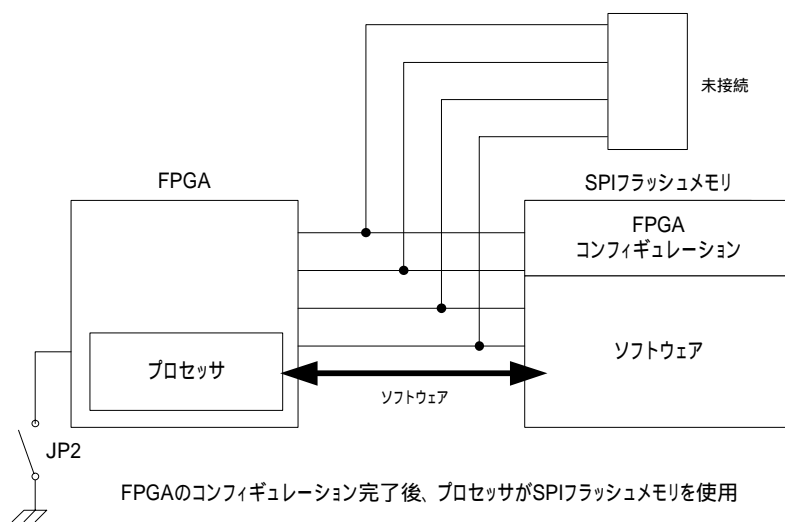 未接続
FPGA
SPIフラッシュメモリ
FPGA
コンフィギュレーション
プロセッサ
ソフトウェア
ソフトウェア
JP2
FPGAのコンフィギュレーション完了後、プロセッサがSPIフラッシュメモリを使用